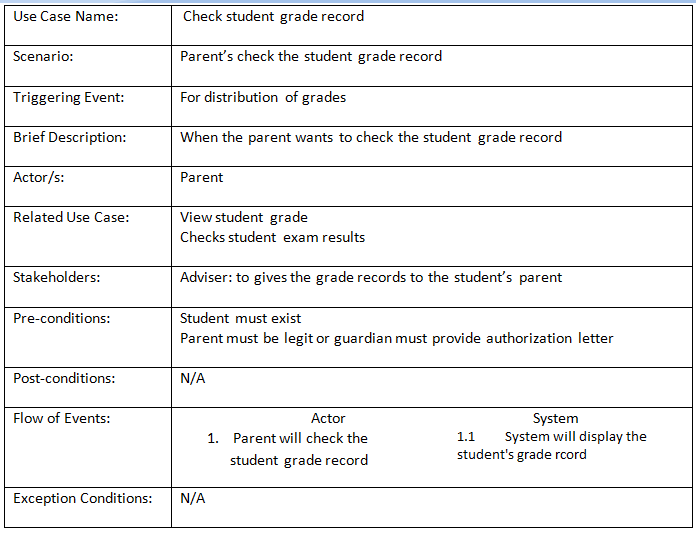 Use Case Name: Check student grade record
Scenario: Parent's check the student grade record
Triggering Event: For distribution of grades
Brief Description: When the parent wants to check the student grade record
Actor/s: Parent
Related Use Case: View student grade
Checks student exam results
Stakeholders: Adviser: to gives the grade records to the student's parent
Pre-conditions: Student must exist
Parent must be legit or guardian must provide authorization letter
Post-conditions: N/A
Flow of Events: Actor System
1. Parent will check the 1.1 System will display the
student grade record student's grade rcord
Exception Conditions: N/A